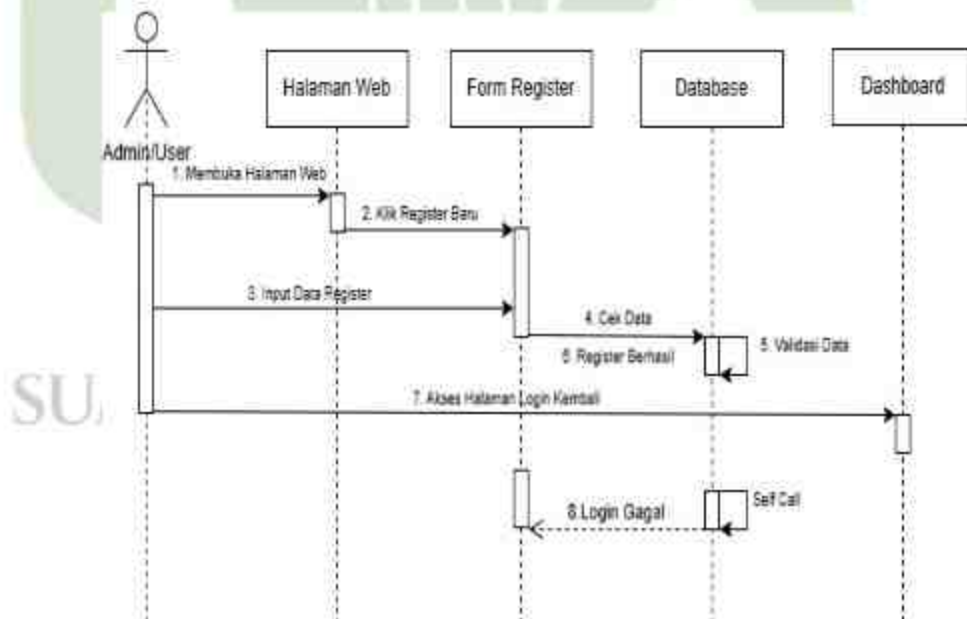 Halaman Web
Form Register
Database
Dashboard
Admin/User
1. Membuka Halaman Web
2. Klik Register Baru
3. Input Data Register
4. Cek Data
5. Validasi Data
6. Register Berhasil
7. Akses Halaman Login Kembali
SU
Self Call
8.Login Gagal